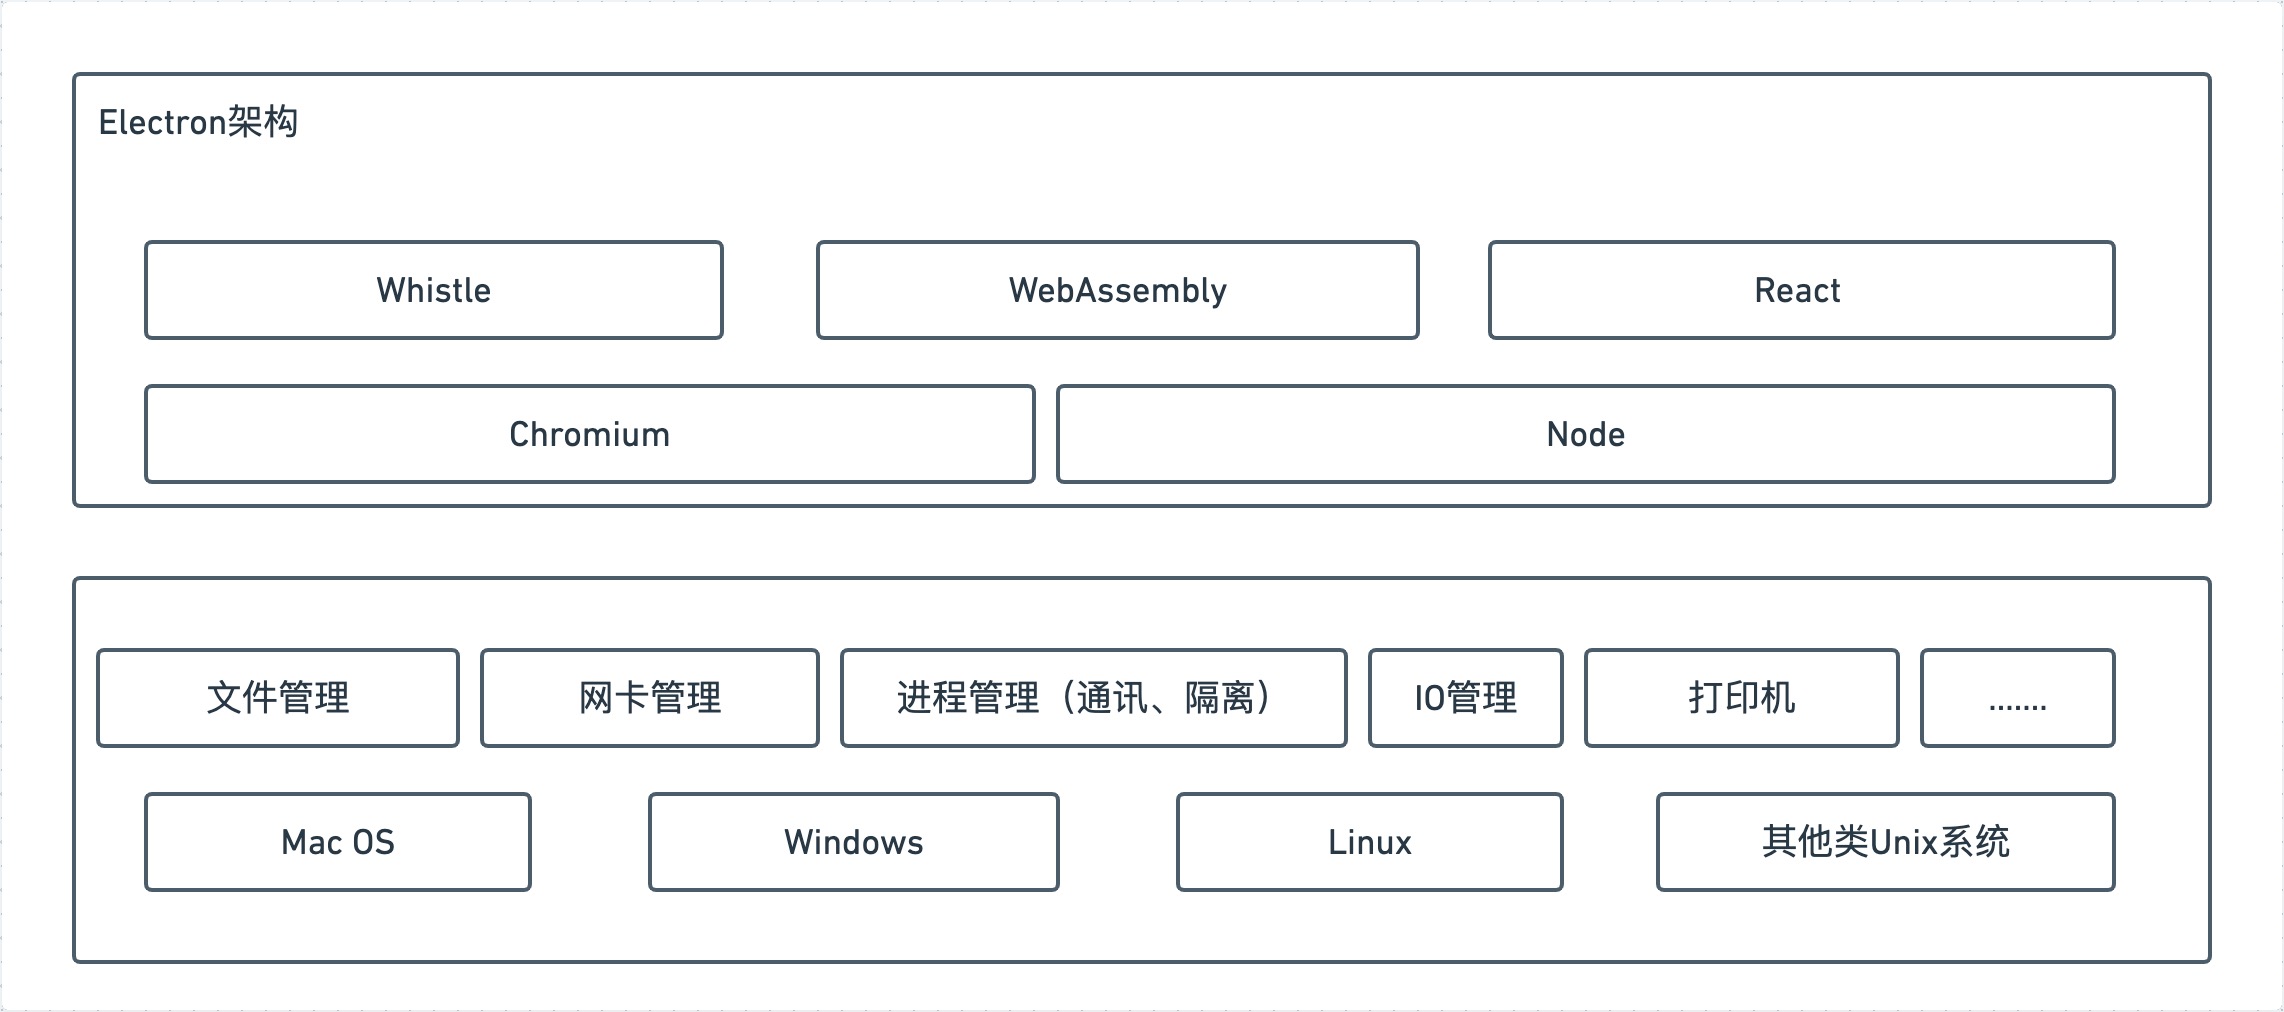 Electron架构
Whistle
WebAssembly
React
Chromium
Node
文件管理
网卡管理
进程管理（通讯、隔离）
IO管理
打印机
.......
Mac OS
Windows
Linux
其他类Unix系统